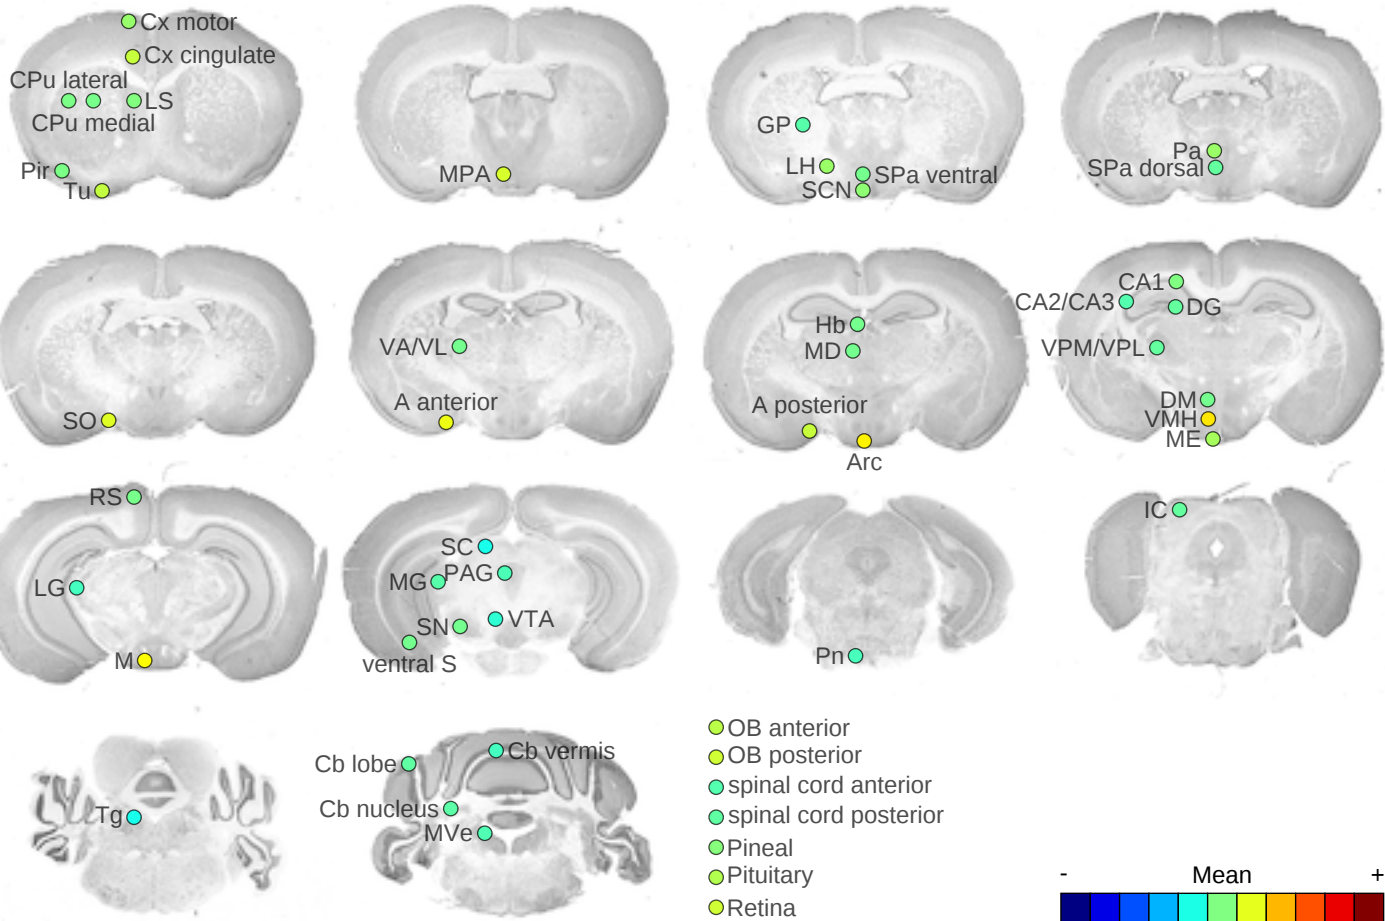 Cx motor
Cx cingulate
CPu lateral
LS
CPu medial
Pir
Tu
MPA
GP
LH
SPa ventral
SCN
Pa
SPa dorsal
SO
VA/VL
A anterior
Hb
MD
A posterior
Arc
CA1
CA2/CA3
DG
VPM/VPL
DM
VMH
ME
RS
LG
M
SC
PAG
MG
VTA
SN
ventral S
Pn
IC
Tg
Cb vermis
Cb lobe
Cb nucleus
MVe
OB anterior
OB posterior
spinal cord anterior
spinal cord posterior
Pineal
Pituitary
Retina
- Mean +